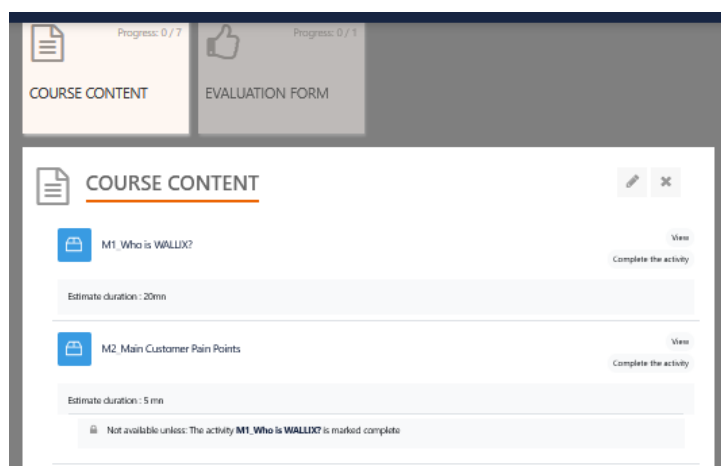 Progress: 0 / 7
COURSE CONTENT
Progress: 0 / 1
EVALUATION FORM
COURSE CONTENT
M1_Who is WALLIX?
View
Complete the activity
Estimate duration : 20mn
M2_Main Customer Pain Points
View
Complete the activity
Estimate duration : 5 mn
Not available unless: The activity M1_Who is WALLIX? is marked complete